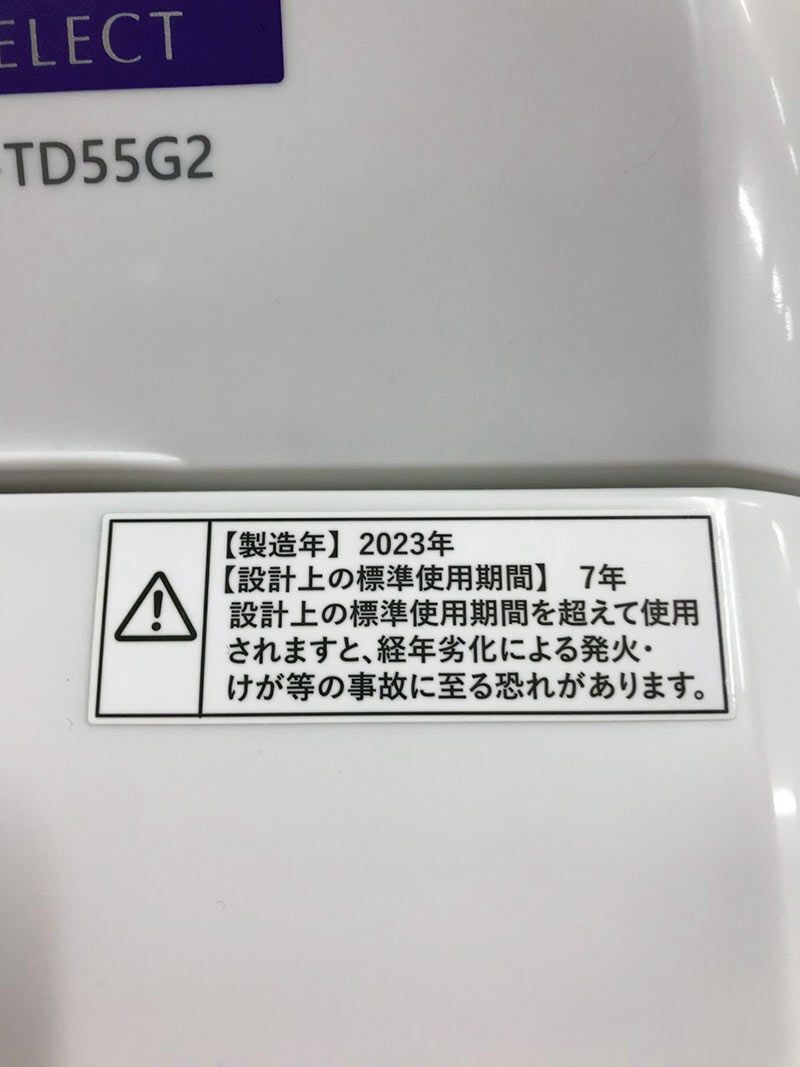 ELECT
-TD55G2
【製造年】 2023年
【設計上の標準使用期間】 7年
設計上の標準使用期間を超えて使用
されますと、経年劣化による発火・
けが等の事故に至る恐れがあります。